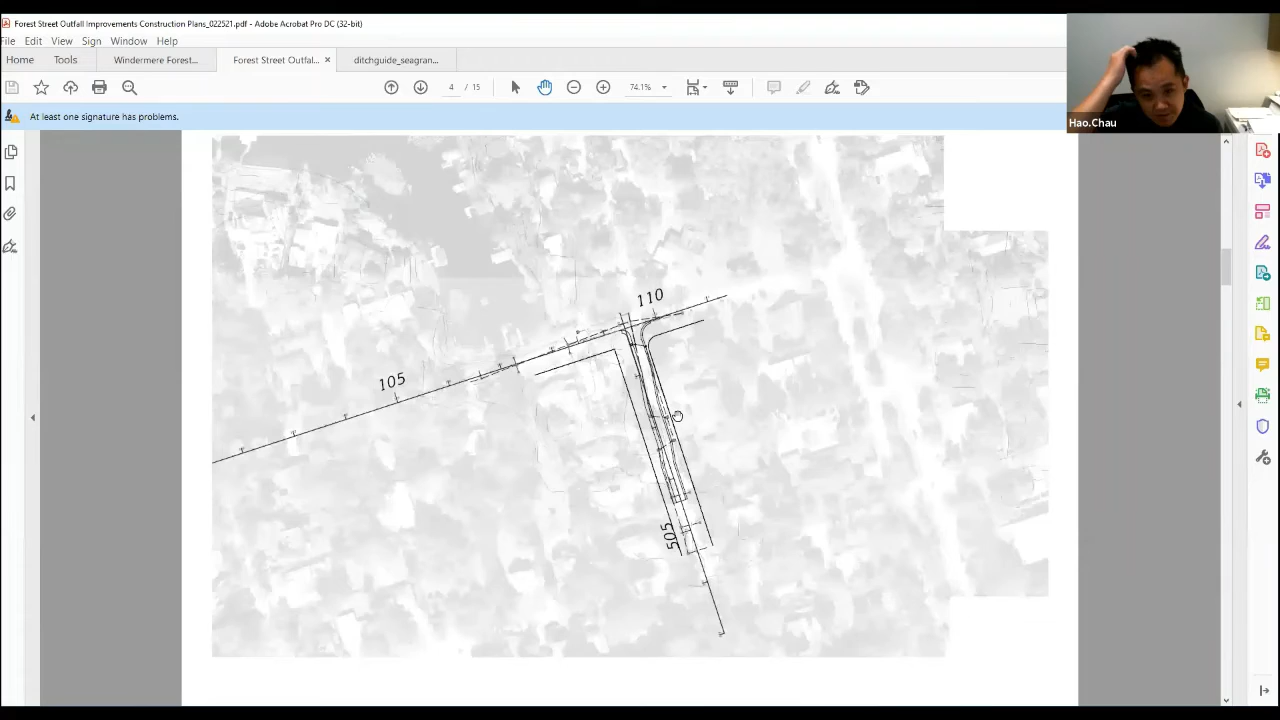 Forest Street Outfall Improvements Construction Plans_022521.pdf - Adobe Acrobat Pro DC (32-bit)
File Edit View Sign Window Help
Home Tools Windermere Forest... Forest Street Outfal... × ditchguide_seagran...
4 / 15 74.1%
At least one signature has problems.
Hao.Chau
110
105
505